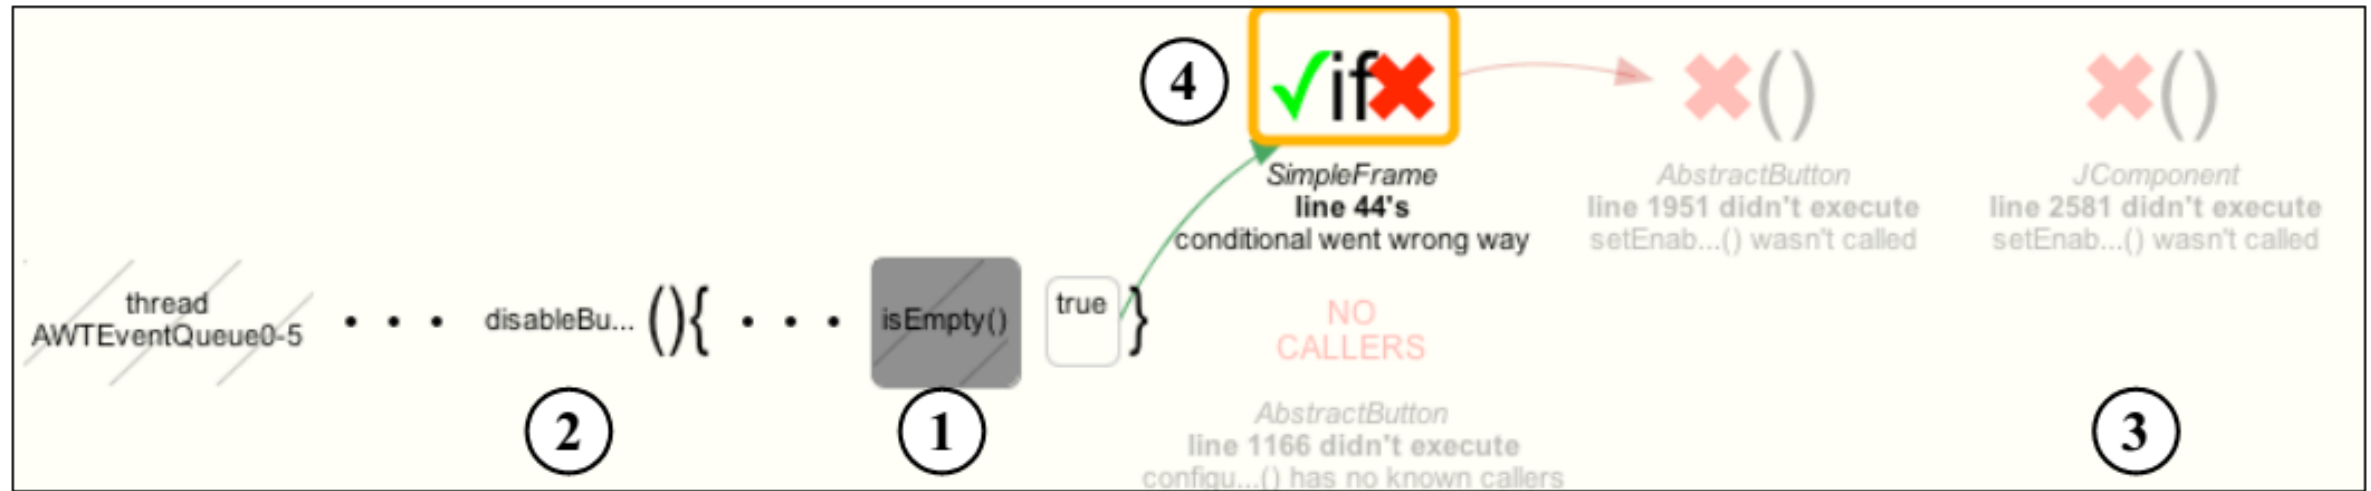 4
if
()
()
SimpleFrame
line 44's
conditional went wrong way
AbstractButton
line 1951 didn't execute
setEnab...() wasn't called
JComponent
line 2581 didn't execute
setEnab...() wasn't called
thread
AWTEventQueue0-5
• • •
disableBu... (){
• • •
isEmpty()
true
}
NO
CALLERS
AbstractButton
line 1166 didn't execute
configu...() has no known callers
2
1
3